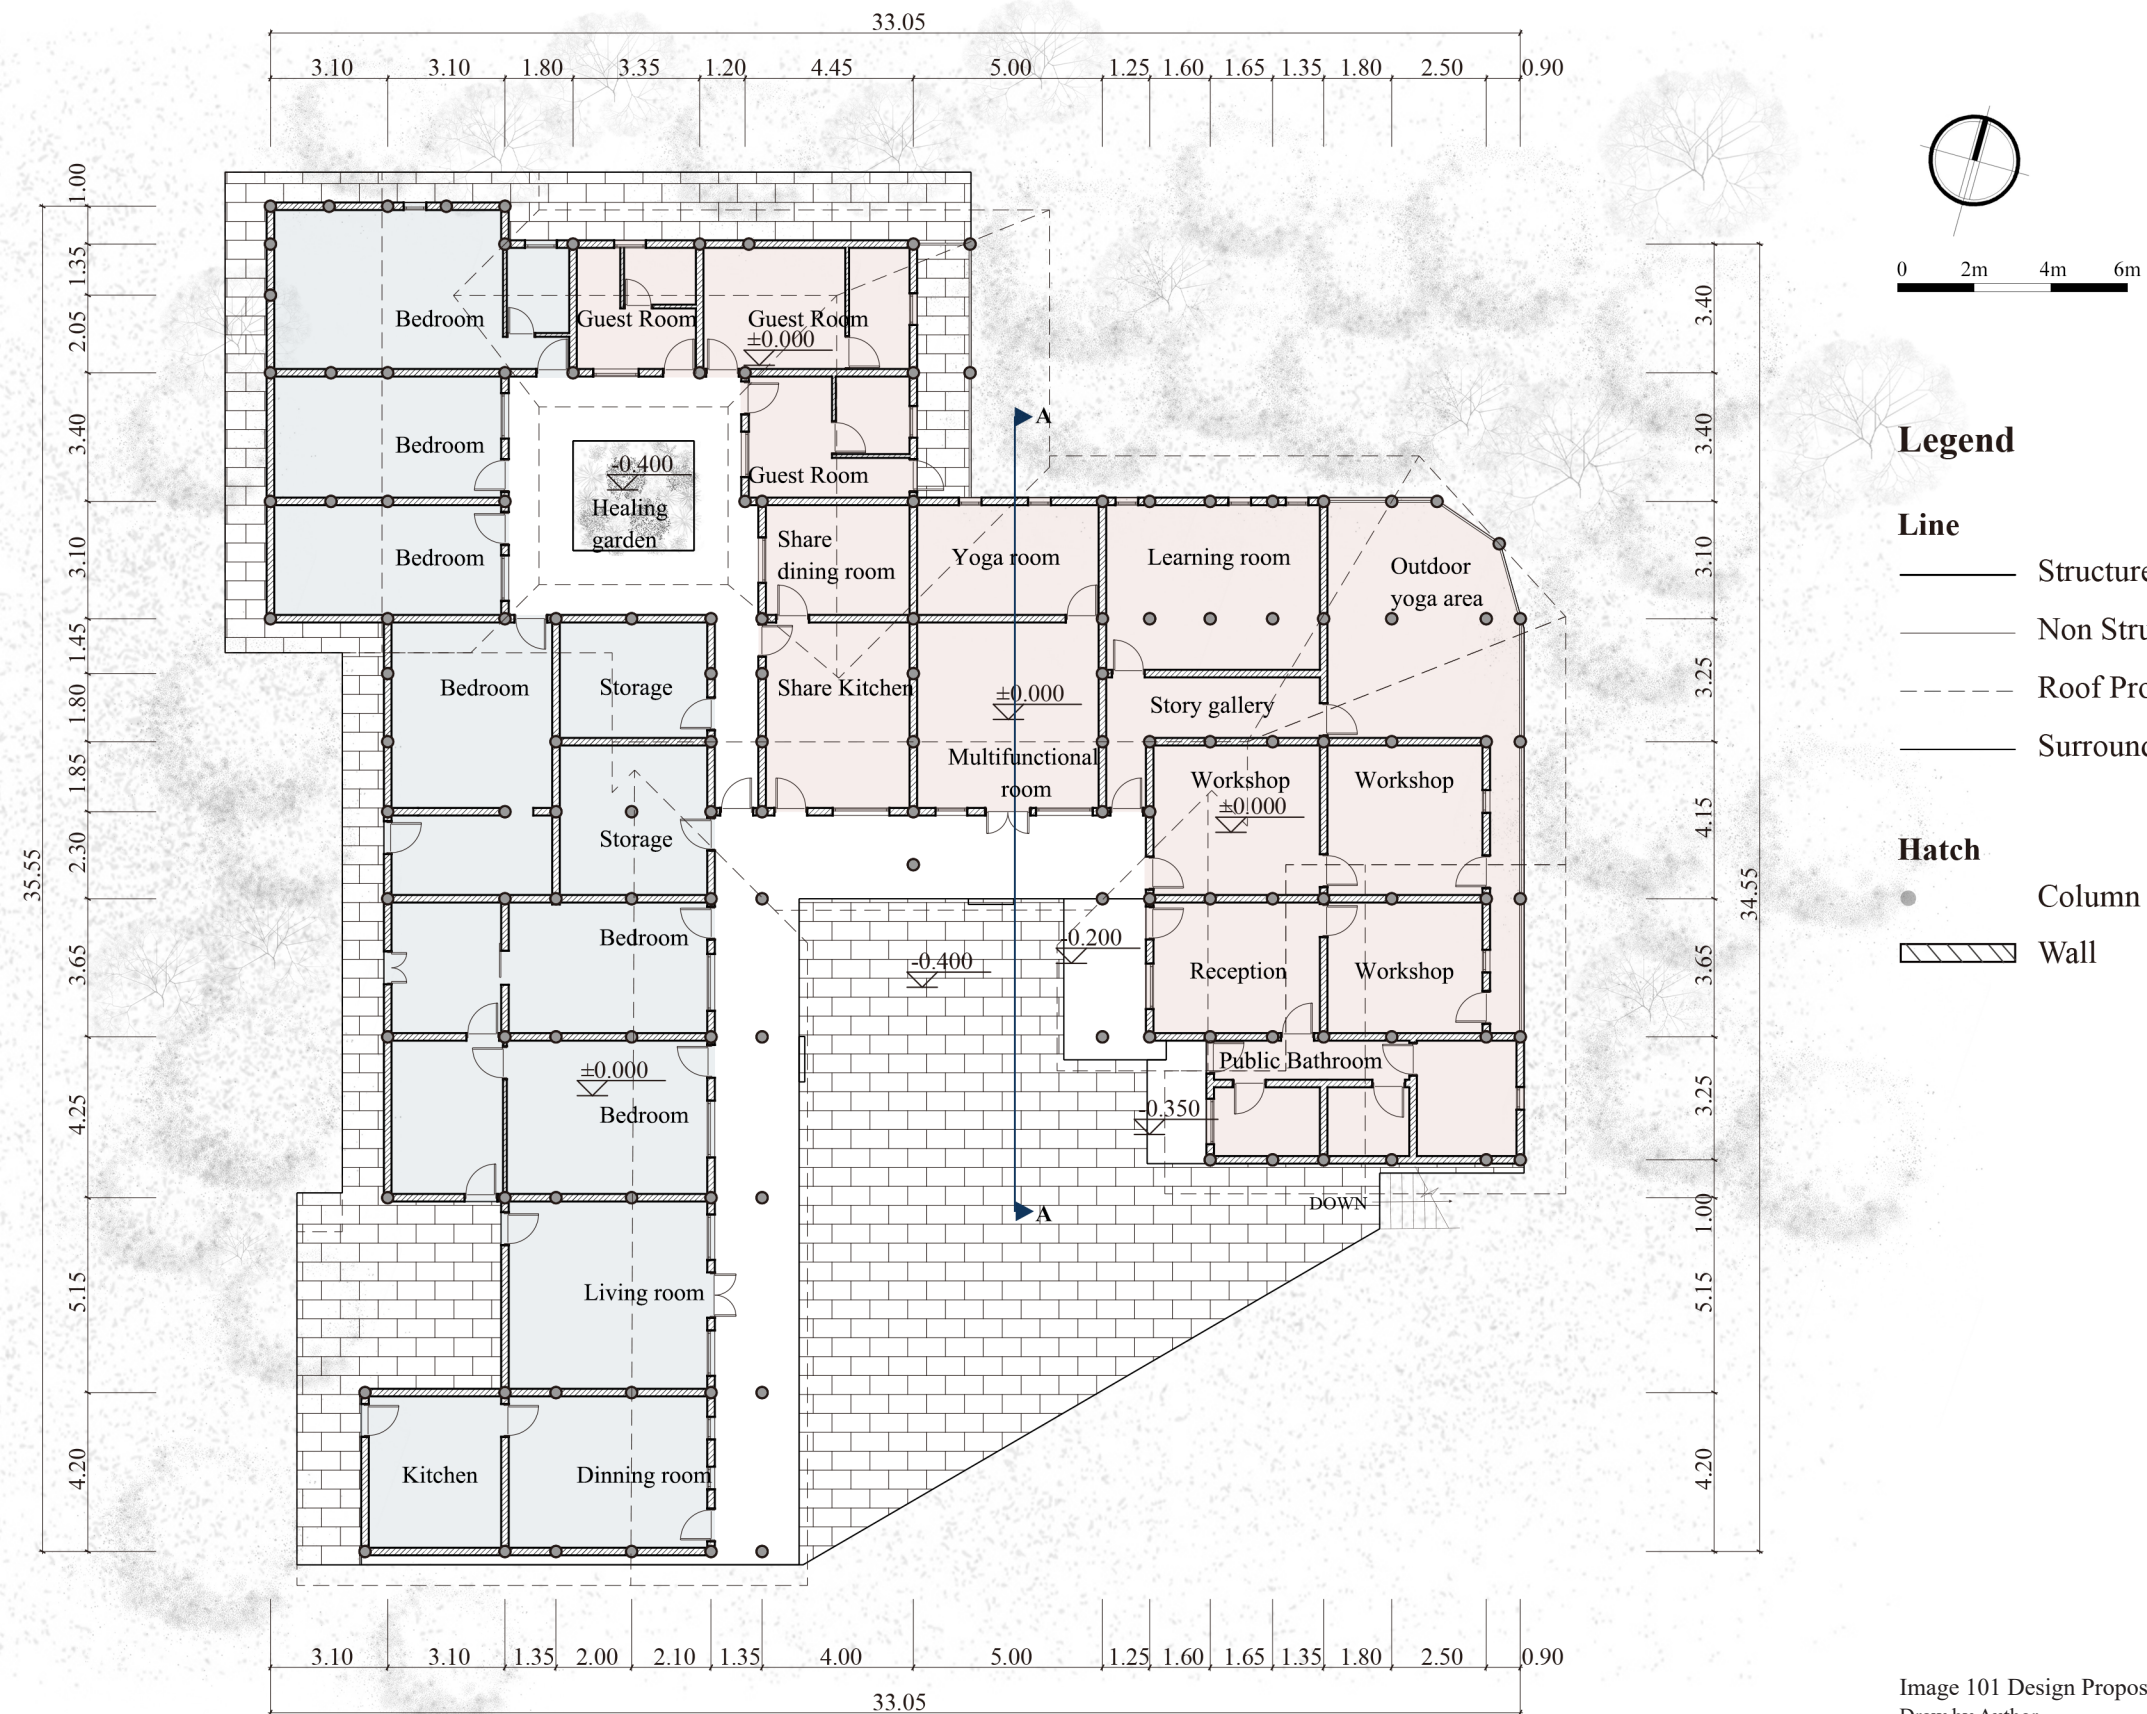 33.05
3.10 3.10 1.80 3.35 1.20 4.45 5.00 1.25 1.60 1.65 1.35 1.80 2.50 0.90
35.55
1.00
1.35
2.05
3.40
3.10
1.45
1.80
1.85
2.30
3.65
4.25
5.15
4.20
Bedroom
Guest Room
Guest Room
±0.000
Bedroom
-0.400
Healing
garden
Guest Room
A
Bedroom
Share
dining room
Yoga room
Learning room
Outdoor
yoga area
Bedroom
Storage
Share Kitchen
±0.000
Story gallery
Multifunctional
room
Workshop
±0.000
Workshop
Storage
Bedroom
-0.400
-0.200
Reception
Workshop
±0.000
Bedroom
Public Bathroom
-0.350
DOWN
A
Living room
Kitchen
Dinning room
3.40
3.40
3.10
3.25
4.15
3.65
3.25
1.00
5.15
4.20
34.55
3.10 3.10 1.35 2.00 2.10 1.35 4.00 5.00 1.25 1.60 1.65 1.35 1.80 2.50 0.90
33.05
0 2m 4m 6m
Legend
Line
Structure
Non Stru
Roof Pro
Surround
Hatch
Column
Wall
Image 101 Design Propos